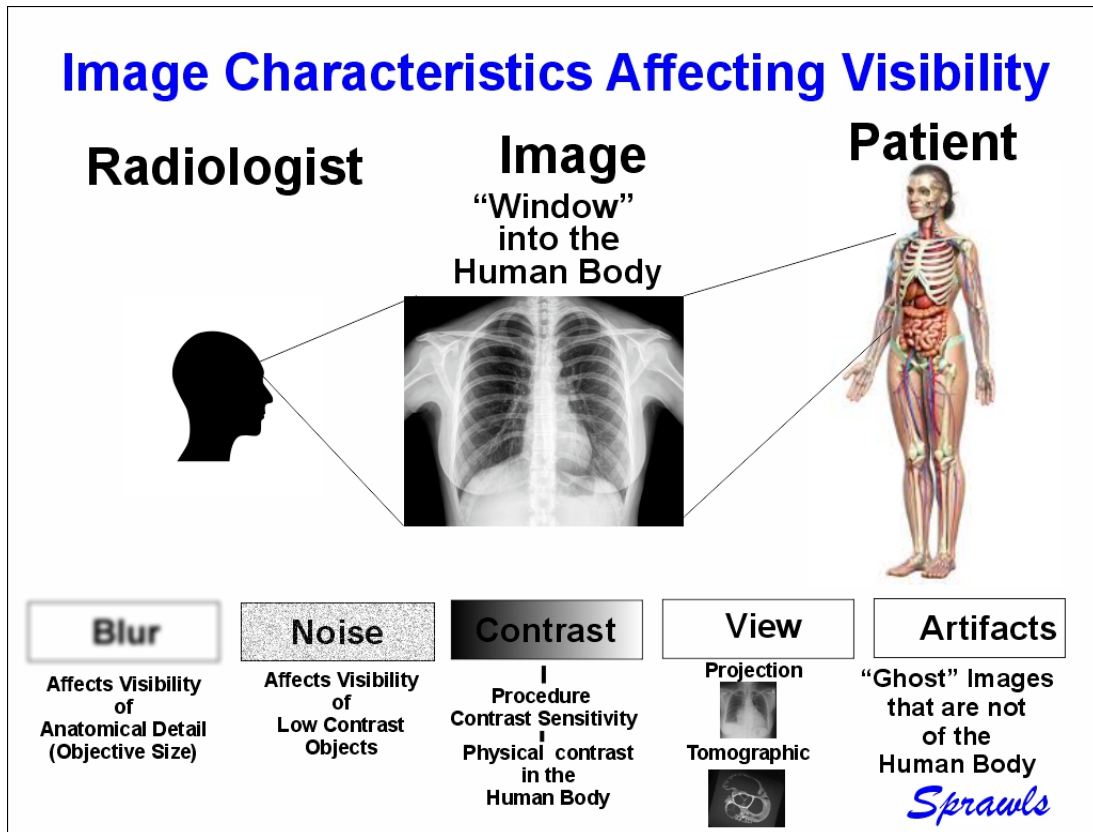 Image Characteristics Affecting Visibility
Radiologist
Image
Patient
“Window”
into the
Human Body
Blur
Affects Visibility
of
Anatomical Detail
(Objective Size)
Noise
Affects Visibility
of
Low Contrast
Objects
Contrast
Procedure
Contrast Sensitivity
Physical contrast
in the
Human Body
View
Projection
Tomographic
Artifacts
“Ghost” Images
that are not
of the
Human Body
Sprawls